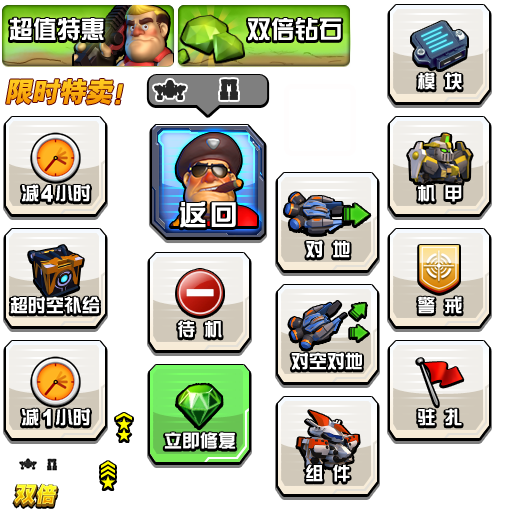 超值特惠
双倍钻石
模块
限时特卖！
减4小时
返回
对地
机甲
超时空补给
待机
对空对地
警戒
减1小时
立即修复
组件
驻扎
双倍